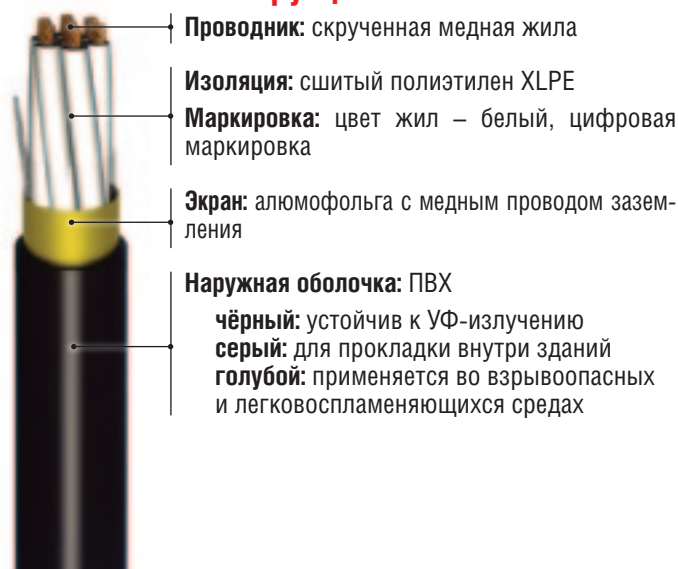 Проводник: скрученная медная жила
Изоляция: сшитый полиэтилен XLPE
Маркировка: цвет жил – белый, цифровая
маркировка
Экран: алюмофольга с медным проводом зазем-
ления
Наружная оболочка: ПВХ
чёрный: устойчив к УФ-излучению
серый: для прокладки внутри зданий
голубой: применяется во взрывоопасных
и легковоспламеняющихся средах